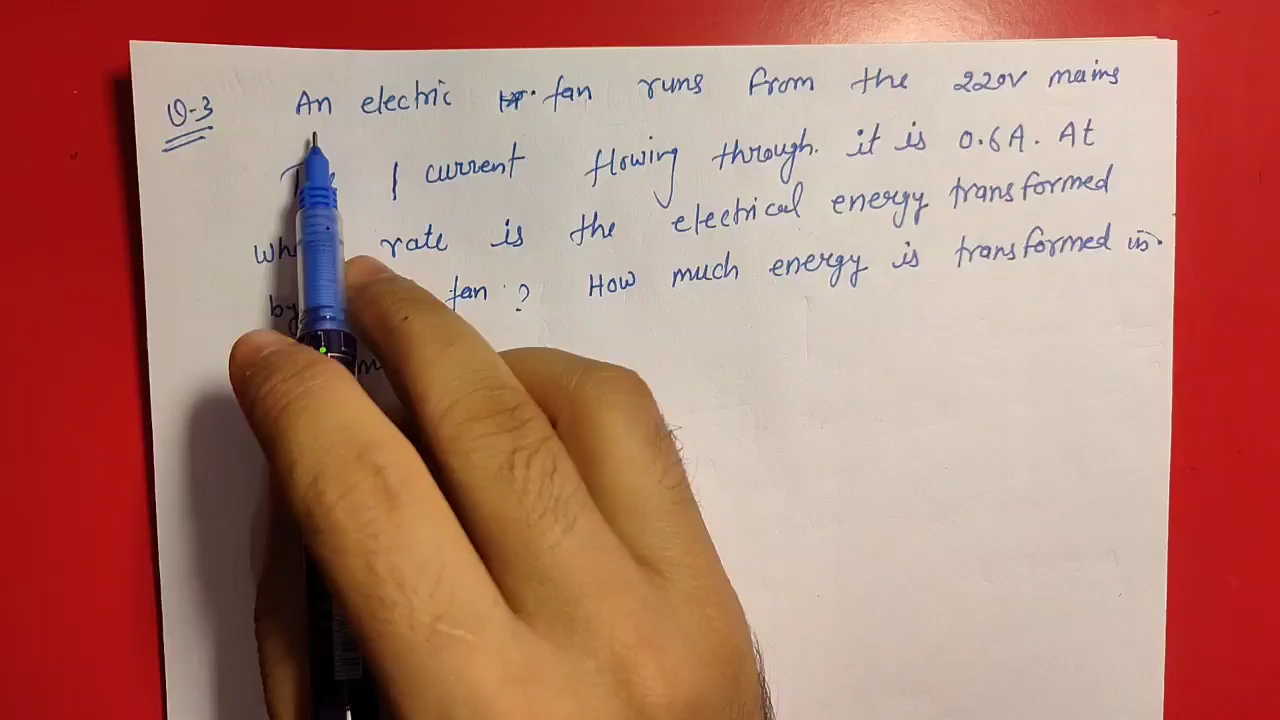 Q-3 An electric fan runs from the 220V mains
current flowing through it is 0.6A. At
rate is the electrical energy transformed
by fan ? How much energy is transformed in